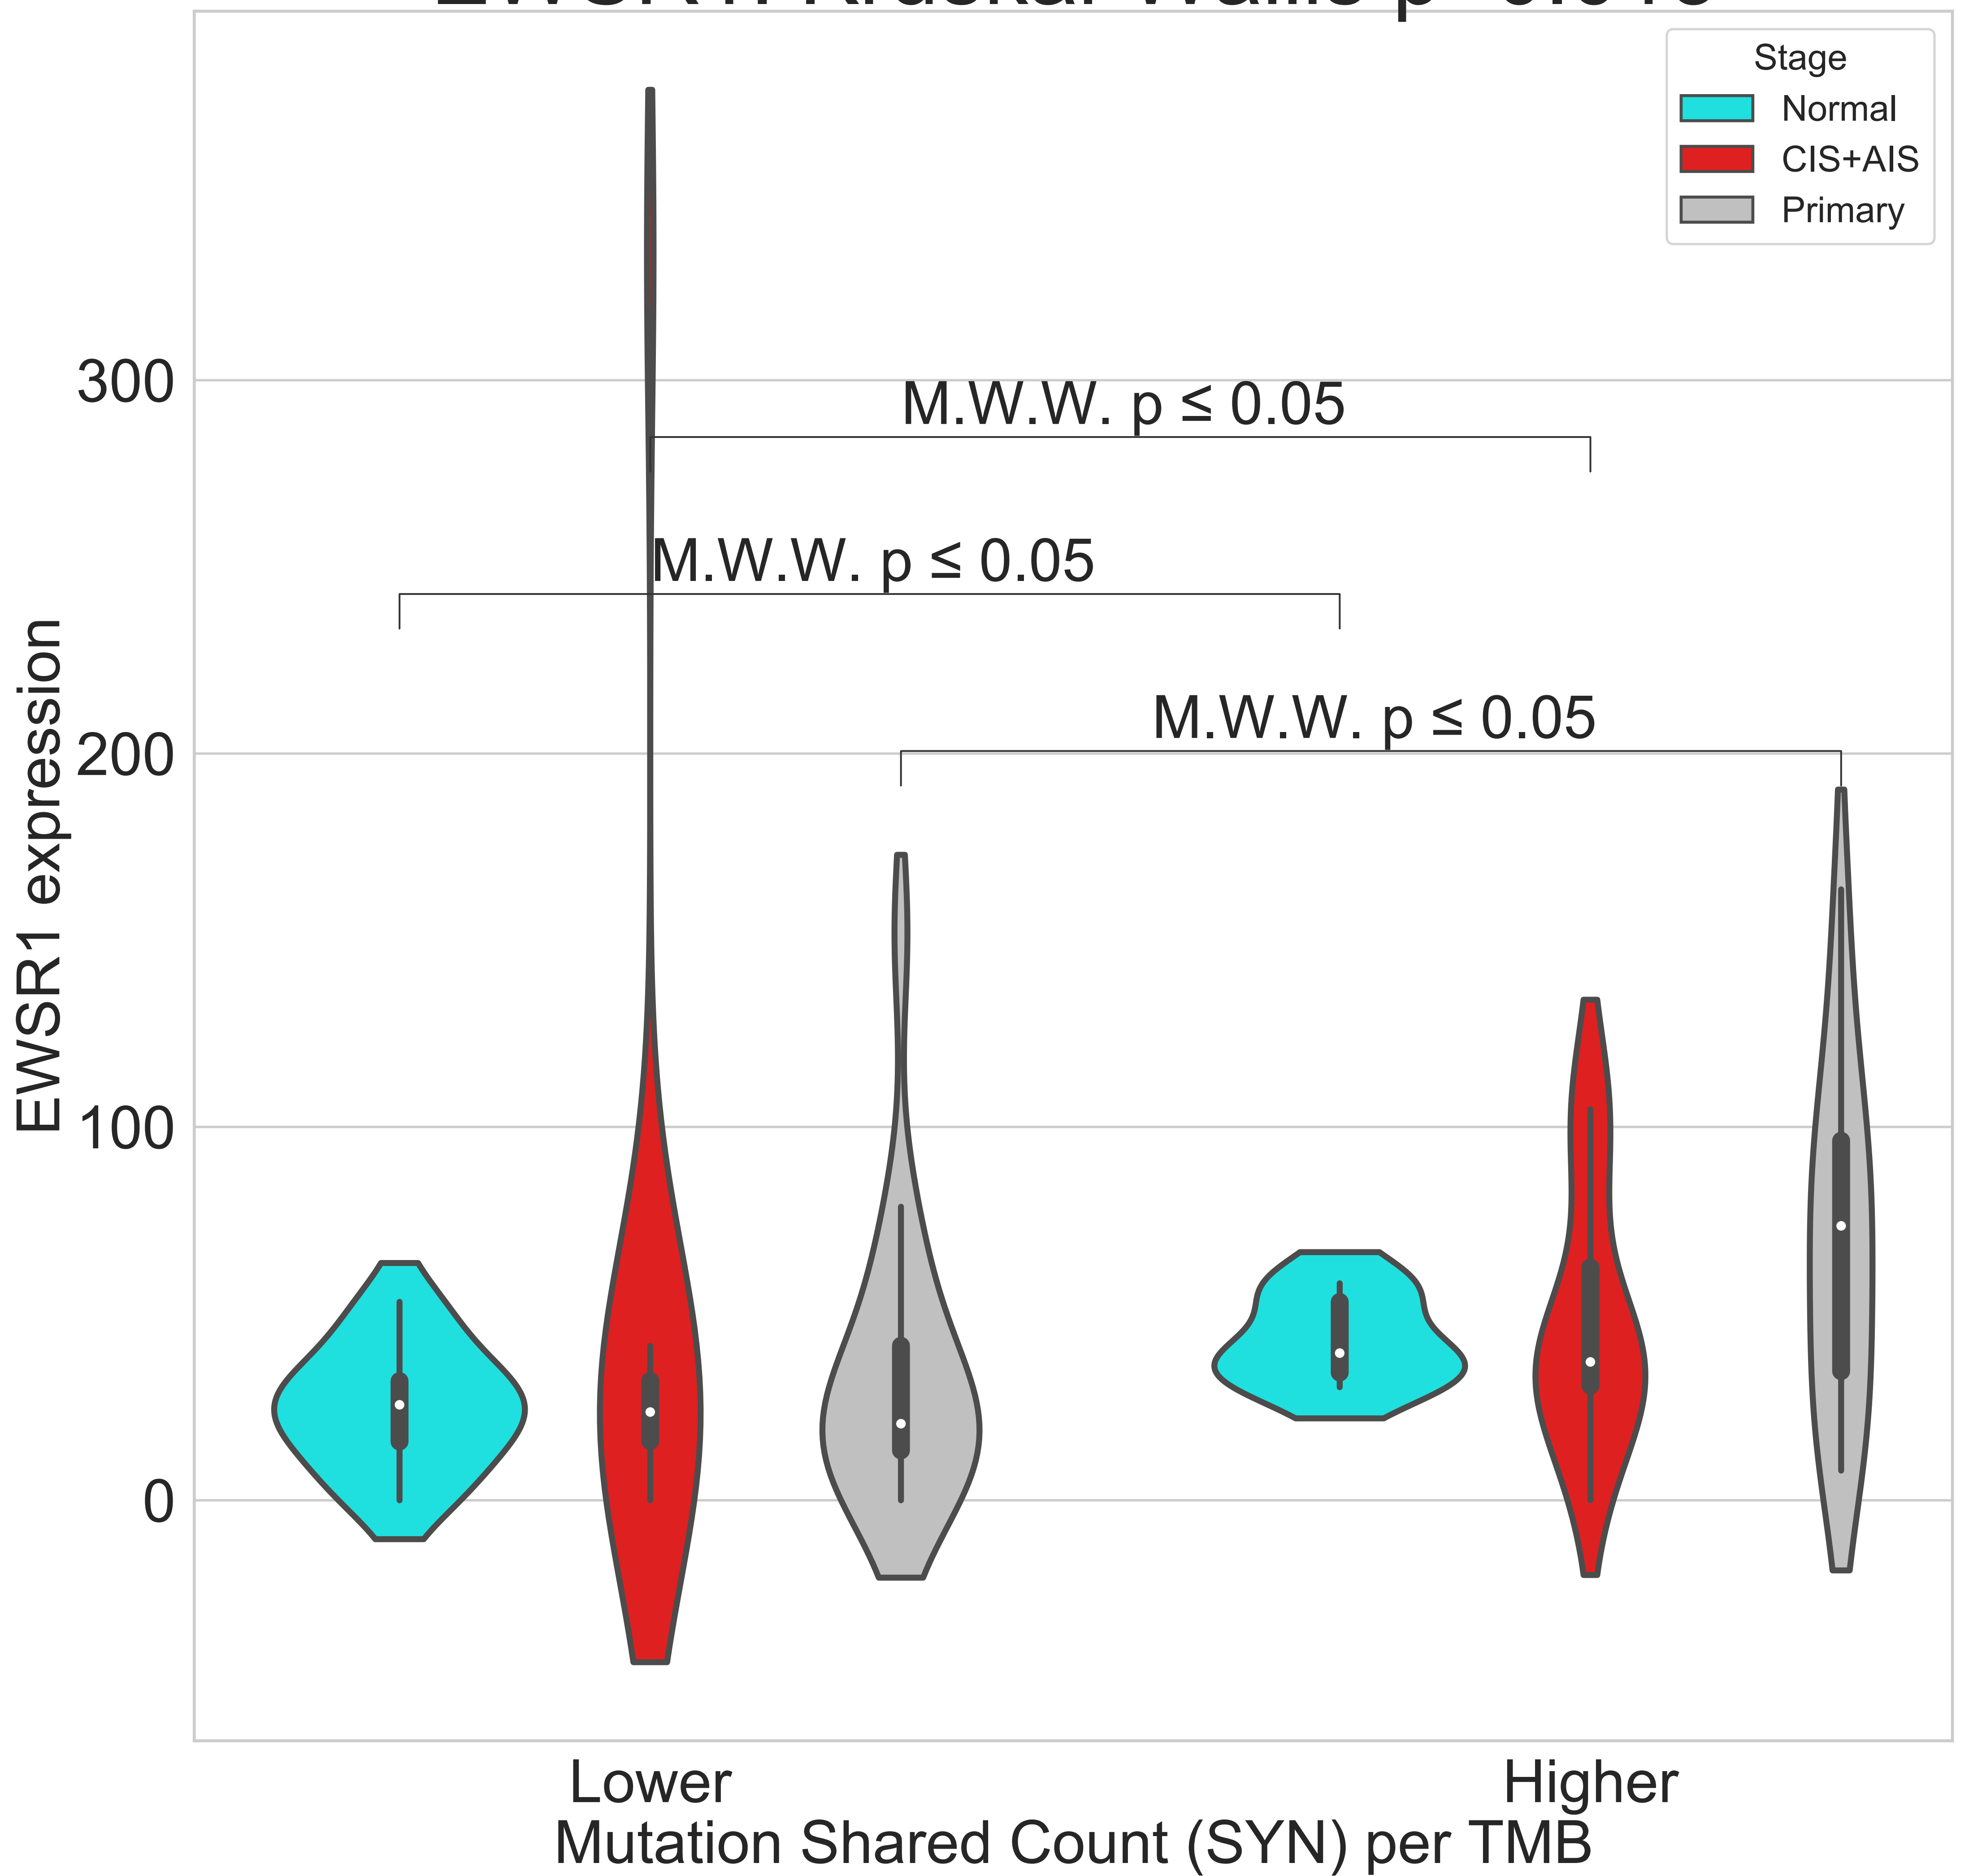 Stage
Normal
CIS+AIS
Primary
300
200
100
0
EWSR1 expression
M.W.W. p ≤ 0.05
M.W.W. p ≤ 0.05
M.W.W. p ≤ 0.05
Lower
Higher
Mutation Shared Count (SYN) per TMB